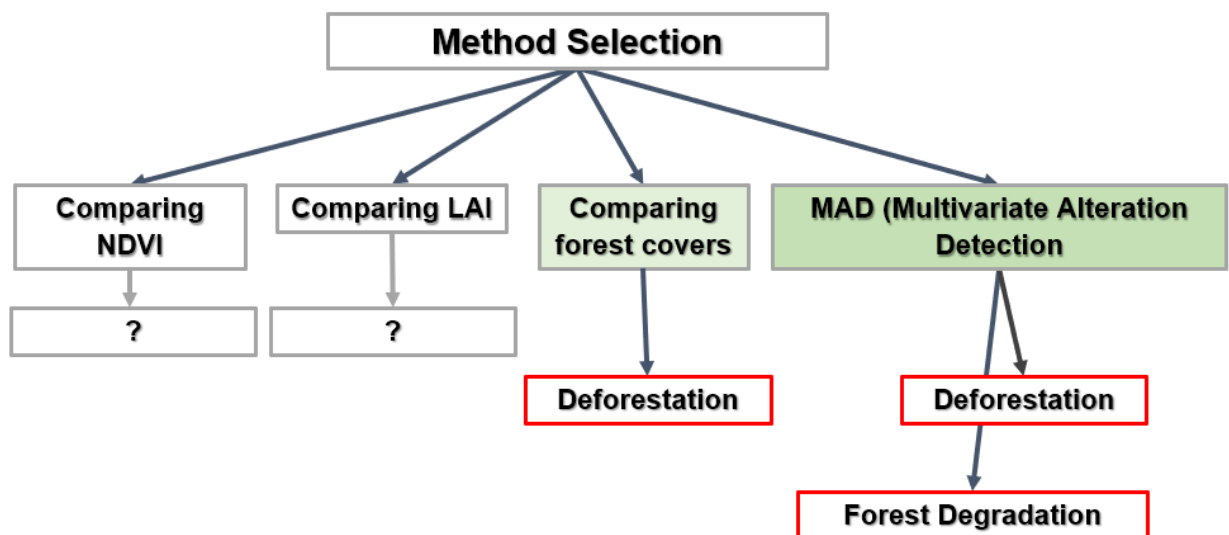 Method Selection
Comparing
NDVI
Comparing LAI
Comparing
forest covers
MAD (Multivariate Alteration
Detection
?
?
Deforestation
Deforestation
Forest Degradation